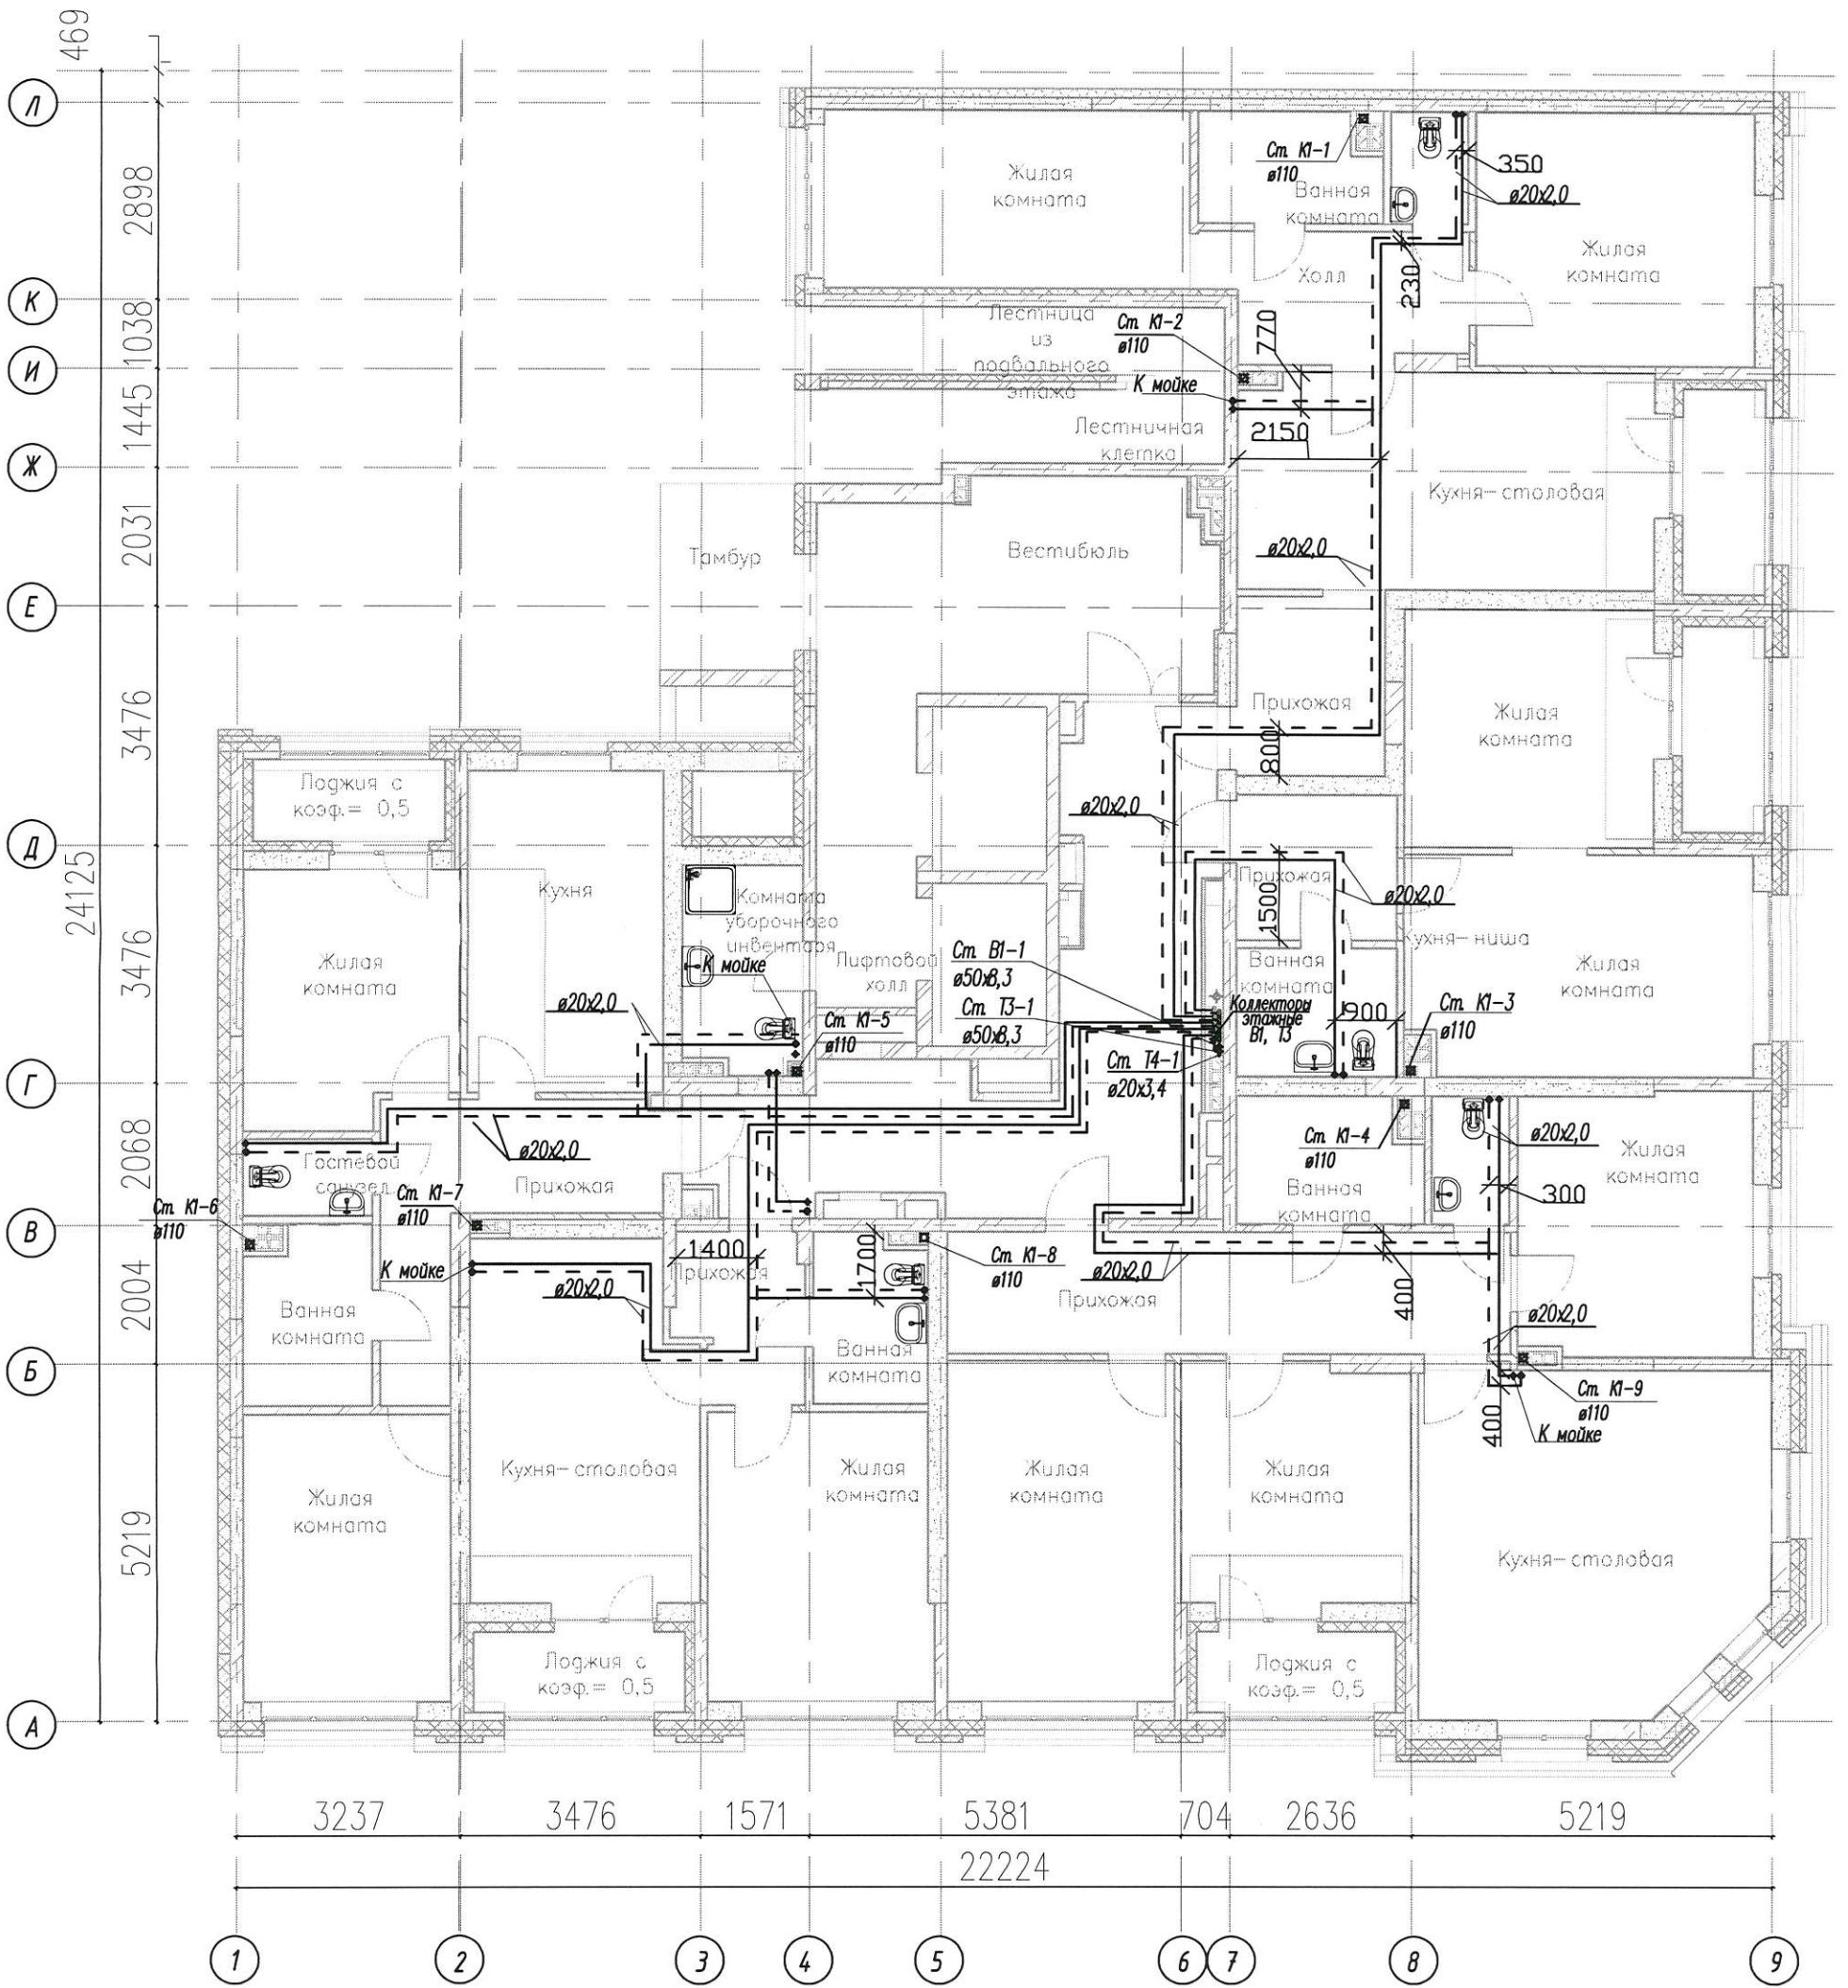 469
Л
2898
К
1038
И
1445
Ж
2031
Е
3476
Д
24125
3476
Г
2068
В
2004
Б
5219
А
Жилая
комната
Ст. К1-1
ø110
Ванная
комната
350
ø20х2,0
Жилая
комната
Холл
230
Лестница
из
подвального
этажа
Ст. К1-2
ø110
770
К мойке
Лестничная
клетка
2150
Кухня-столовая
Тамбур
Вестибюль
ø20х2,0
Прихожая
800
Жилая
комната
Лоджия с
коэф.= 0,5
ø20х2,0
Кухня
Комната
уборочного
инвентаря
К мойке
Прихожая
1500
ø20х2,0
Кухня-ниша
Жилая
комната
Лифтовой
холл
Ст. В1-1
ø50х8,3
Ст. Т3-1
ø50х8,3
Ванная
комната
Коллекторы
этажные
В1, Т3
900
Ст. К1-3
ø110
Жилая
комната
ø20х2,0
Ст. К1-5
ø110
Ст. Т4-1
ø20х3,4
Ст. К1-4
ø110
ø20х2,0
Жилая
комната
ø20х2,0
Гостевой
санузел
Прихожая
Ст. К1-6
ø110
Ст. К1-7
ø110
Ванная
комната
300
К мойке
1400
Прихожая
1700
Ст. К1-8
ø110
ø20х2,0
ø20х2,0
Прихожая
400
ø20х2,0
Ванная
комната
Ванная
комната
Ст. К1-9
ø110
400
К мойке
Жилая
комната
Кухня-столовая
Жилая
комната
Жилая
комната
Жилая
комната
Кухня-столовая
Лоджия с
коэф.= 0,5
Лоджия с
коэф.= 0,5
3237
3476
1571
5381
704
2636
5219
22224
1
2
3
4
5
6
7
8
9